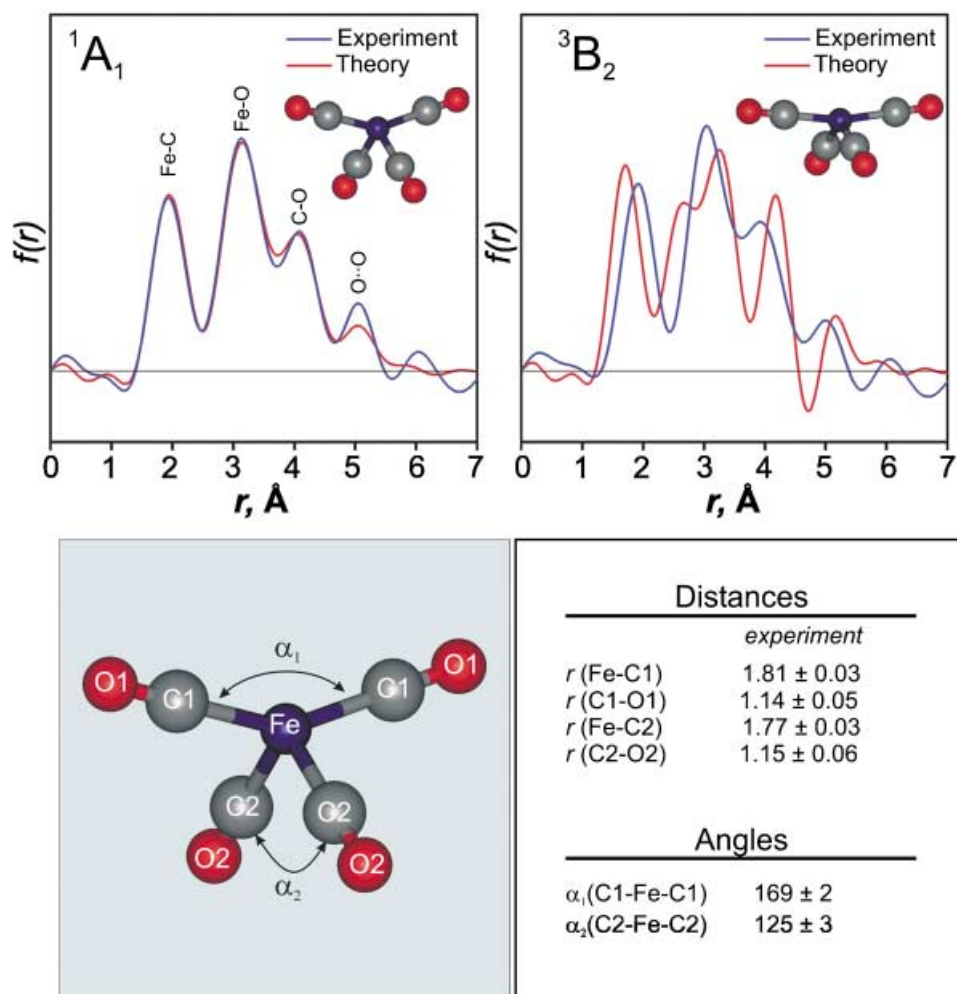 ¹A₁
Experiment
Theory
Fe-C
Fe-O
C-O
O···O
f(r)
0 1 2 3 4 5 6 7
r, Å
³B₂
Experiment
Theory
f(r)
0 1 2 3 4 5 6 7
r, Å
α₁
O1 C1 Fe C1 O1
C2 C2
O2 O2
α₂
Distances
experiment
r (Fe-C1) 1.81 ± 0.03
r (C1-O1) 1.14 ± 0.05
r (Fe-C2) 1.77 ± 0.03
r (C2-O2) 1.15 ± 0.06
Angles
α₁(C1-Fe-C1) 169 ± 2
α₂(C2-Fe-C2) 125 ± 3